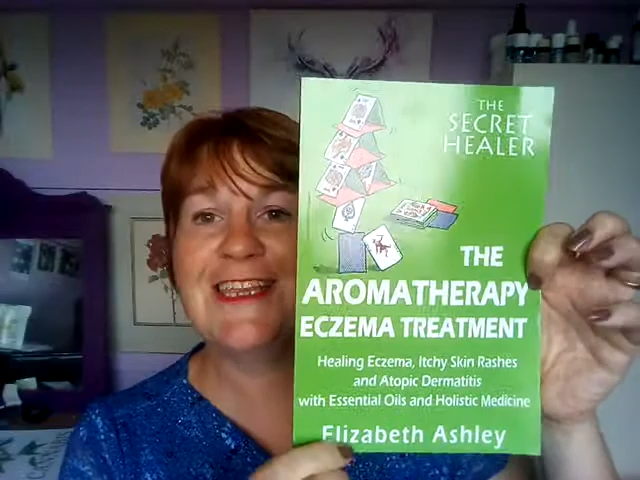 THE
SECRET
HEALER
THE
AROMATHERAPY
ECZEMA TREATMENT
Healing Eczema, Itchy Skin Rashes
and Atopic Dermatitis
with Essential Oils and Holistic Medicine
Elizabeth Ashley